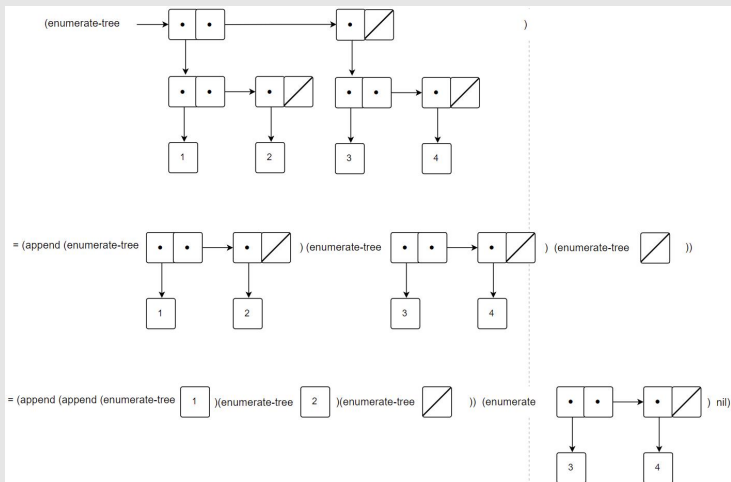 (enumerate-tree )
1 2 3 4
= (append (enumerate-tree ) (enumerate-tree ) (enumerate-tree ))
1 2 3 4
= (append (append (enumerate-tree 1 )(enumerate-tree 2 )(enumerate-tree )) (enumerate ) nil)
3 4